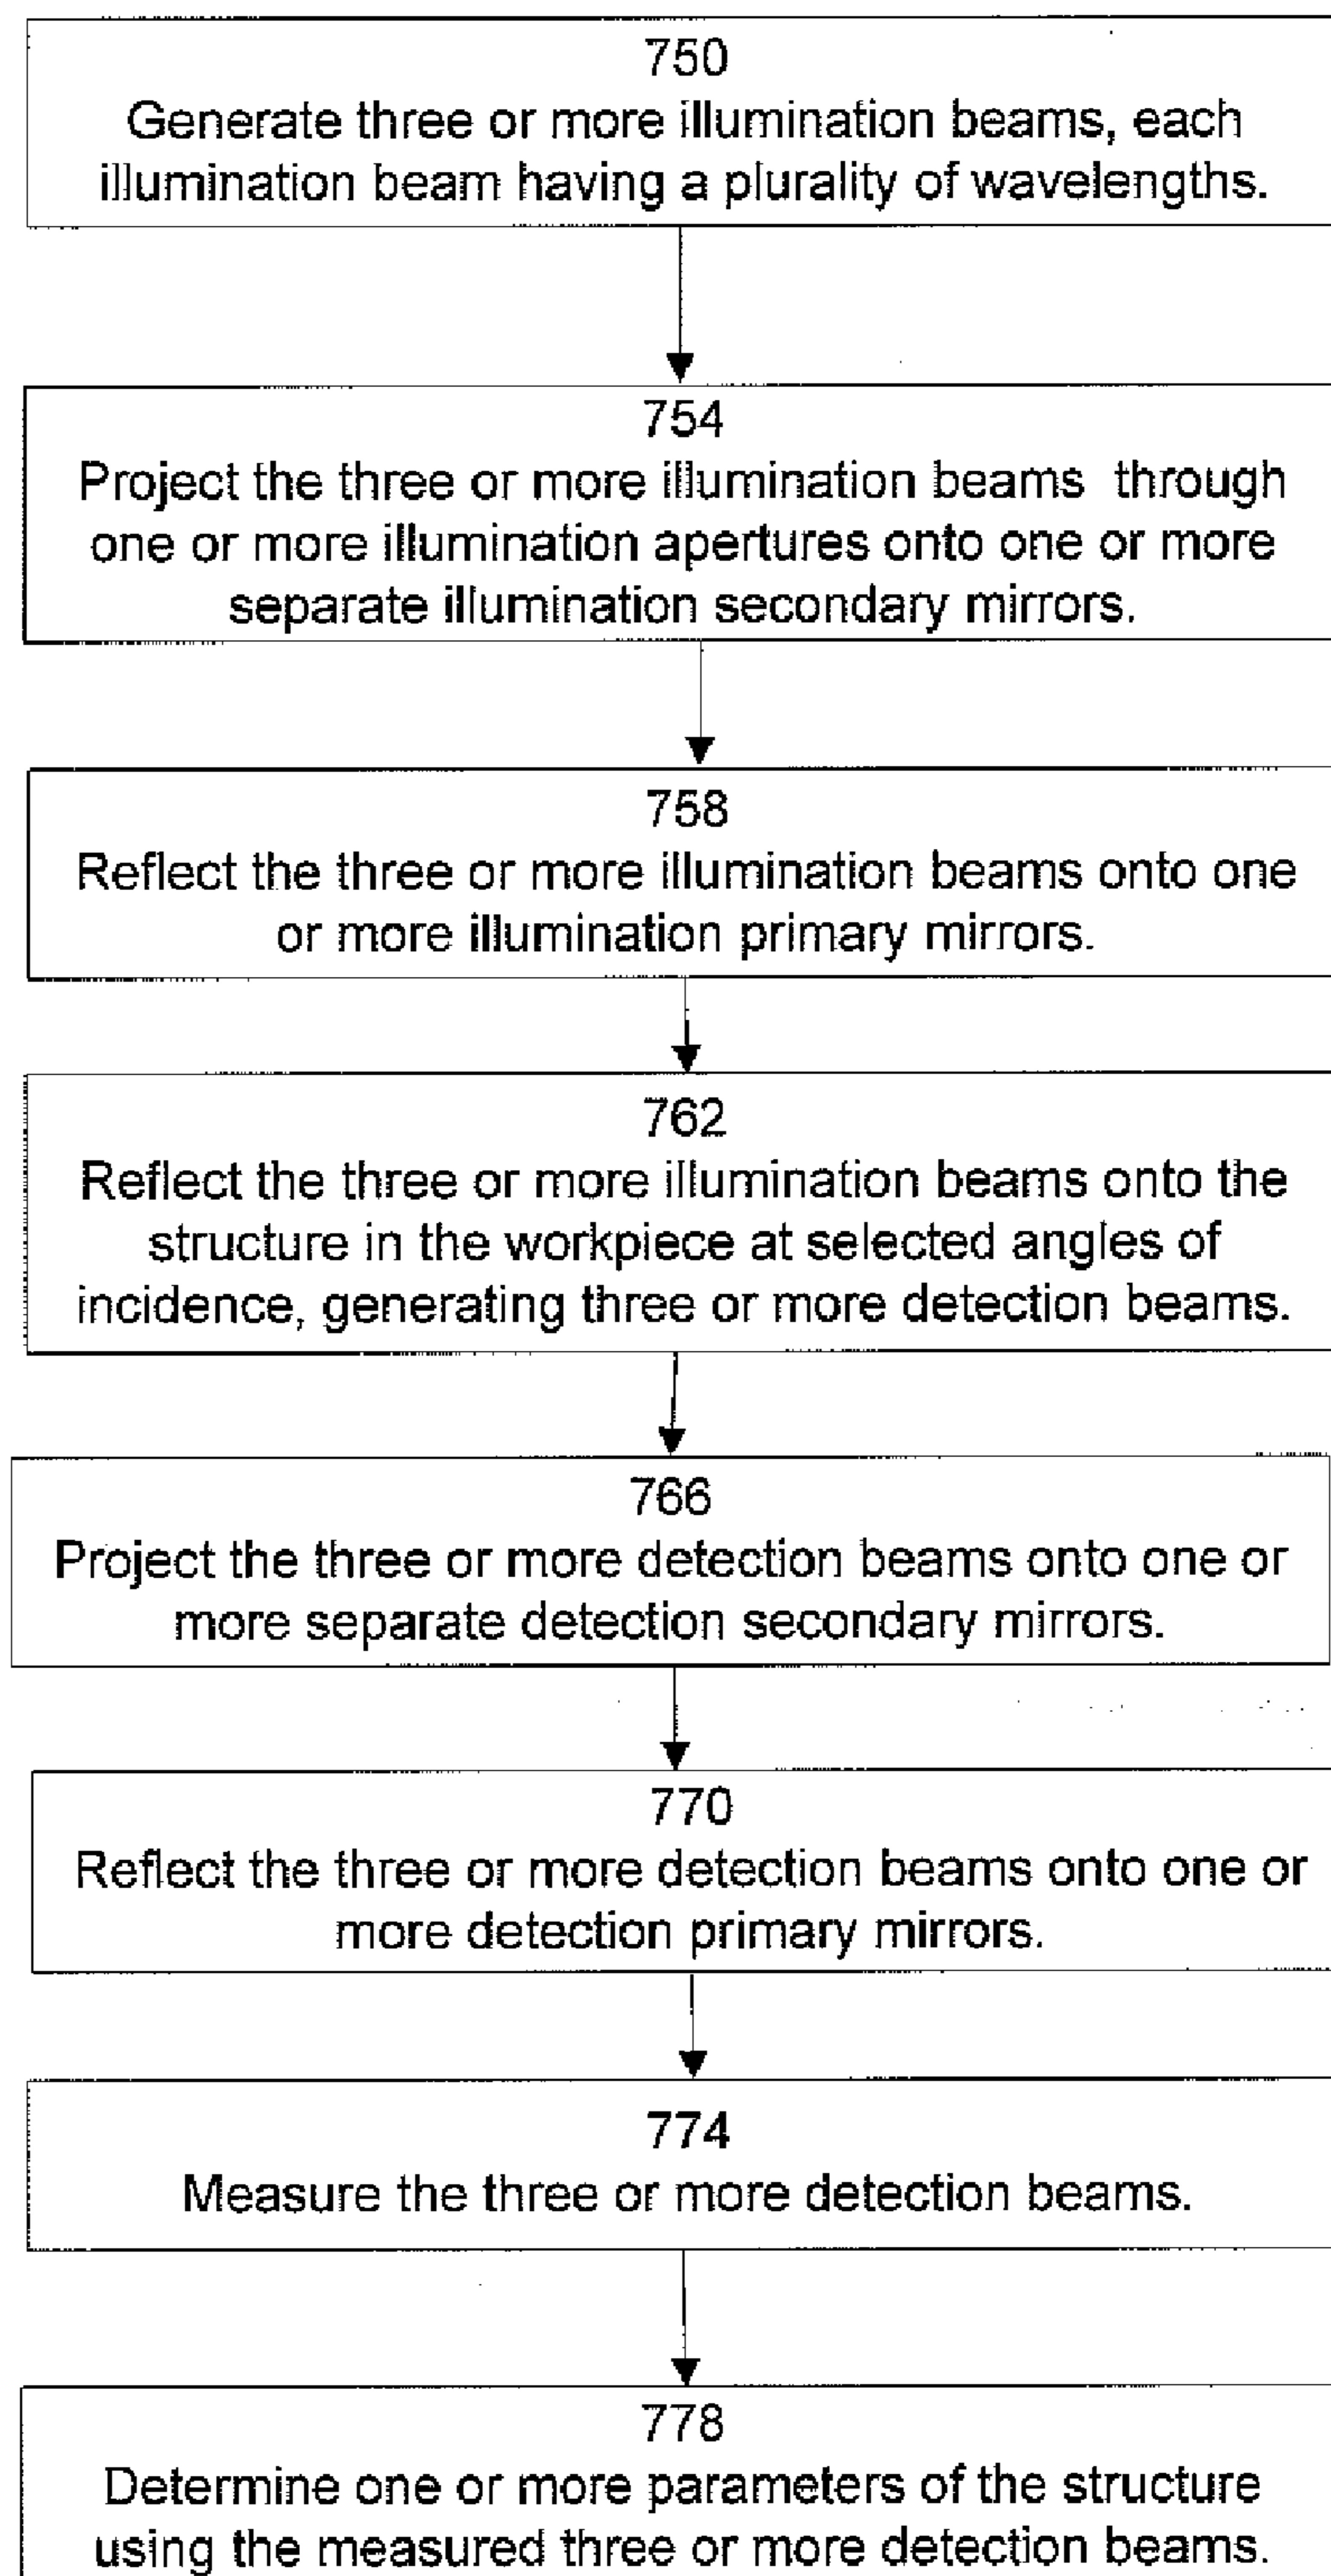 750
Generate three or more illumination beams, each
illumination beam having a plurality of wavelengths.
754
Project the three or more illumination beams through
one or more illumination apertures onto one or more
separate illumination secondary mirrors.
758
Reflect the three or more illumination beams onto one
or more illumination primary mirrors.
762
Reflect the three or more illumination beams onto the
structure in the workpiece at selected angles of
incidence, generating three or more detection beams.
766
Project the three or more detection beams onto one or
more separate detection secondary mirrors.
770
Reflect the three or more detection beams onto one or
more detection primary mirrors.
774
Measure the three or more detection beams.
778
Determine one or more parameters of the structure
using the measured three or more detection beams.